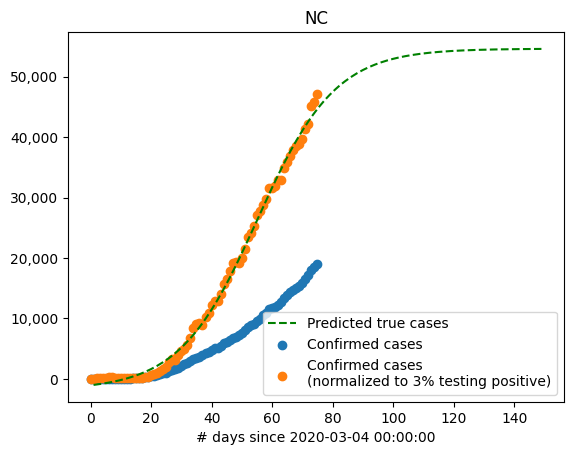 NC
50,000
40,000
30,000
20,000
10,000
0
Predicted true cases
Confirmed cases
Confirmed cases
(normalized to 3% testing positive)
0 20 40 60 80 100 120 140
# days since 2020-03-04 00:00:00